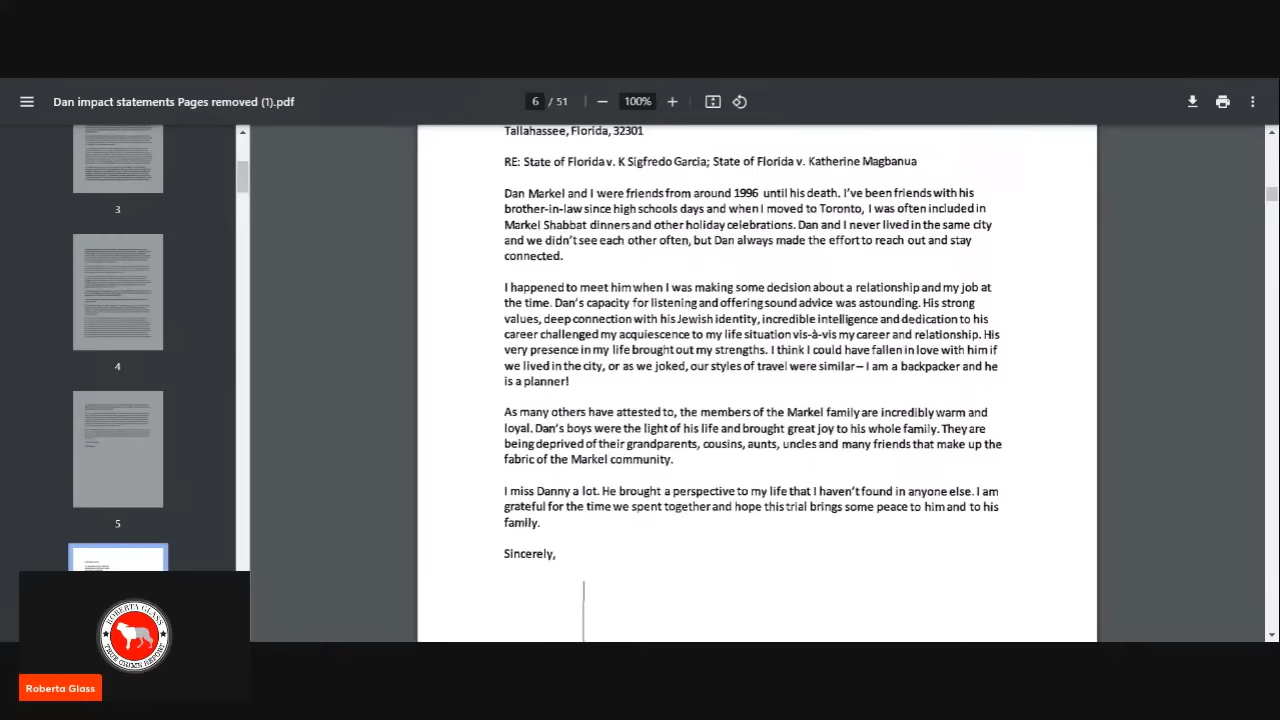 Dan impact statements Pages removed (1).pdf
6 / 51
100%
3
4
5
Tallahassee, Florida, 32301
RE: State of Florida v. K Sigfredo Garcia; State of Florida v. Katherine Magbanua
Dan Markel and I were friends from around 1996 until his death. I've been friends with his
brother-in-law since high schools days and when I moved to Toronto, I was often included in
Markel Shabbat dinners and other holiday celebrations. Dan and I never lived in the same city
and we didn't see each other often, but Dan always made the effort to reach out and stay
connected.
I happened to meet him when I was making some decision about a relationship and my job at
the time. Dan's capacity for listening and offering sound advice was astounding. His strong
values, deep connection with his Jewish identity, incredible intelligence and dedication to his
career challenged my acquiescence to my life situation vis-à-vis my career and relationship. His
very presence in my life brought out my strengths. I think I could have fallen in love with him if
we lived in the city, or as we joked, our styles of travel were similar – I am a backpacker and he
is a planner!
As many others have attested to, the members of the Markel family are incredibly warm and
loyal. Dan's boys were the light of his life and brought great joy to his whole family. They are
being deprived of their grandparents, cousins, aunts, uncles and many friends that make up the
fabric of the Markel community.
I miss Danny a lot. He brought a perspective to my life that I haven't found in anyone else. I am
grateful for the time we spent together and hope this trial brings some peace to him and to his
family.
Sincerely,
ROBERTA GLASS
TRUE CRIME REPORT
Roberta Glass